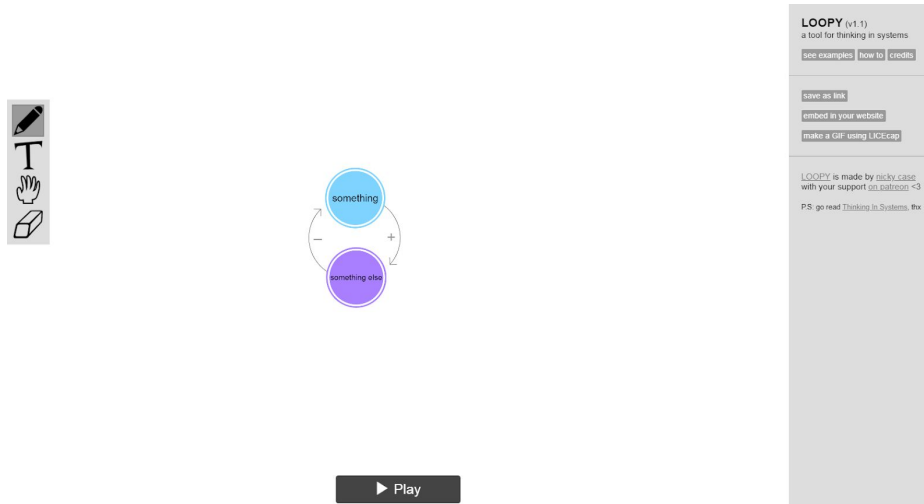 LOOPY (v1.1)
a tool for thinking in systems
see examples how to credits
save as link
embed in your website
make a GIF using LICEcap
LOOPY is made by nicky case
with your support on patreon <3
P.S: go read Thinking In Systems, thx
T
something
− +
something else
Play